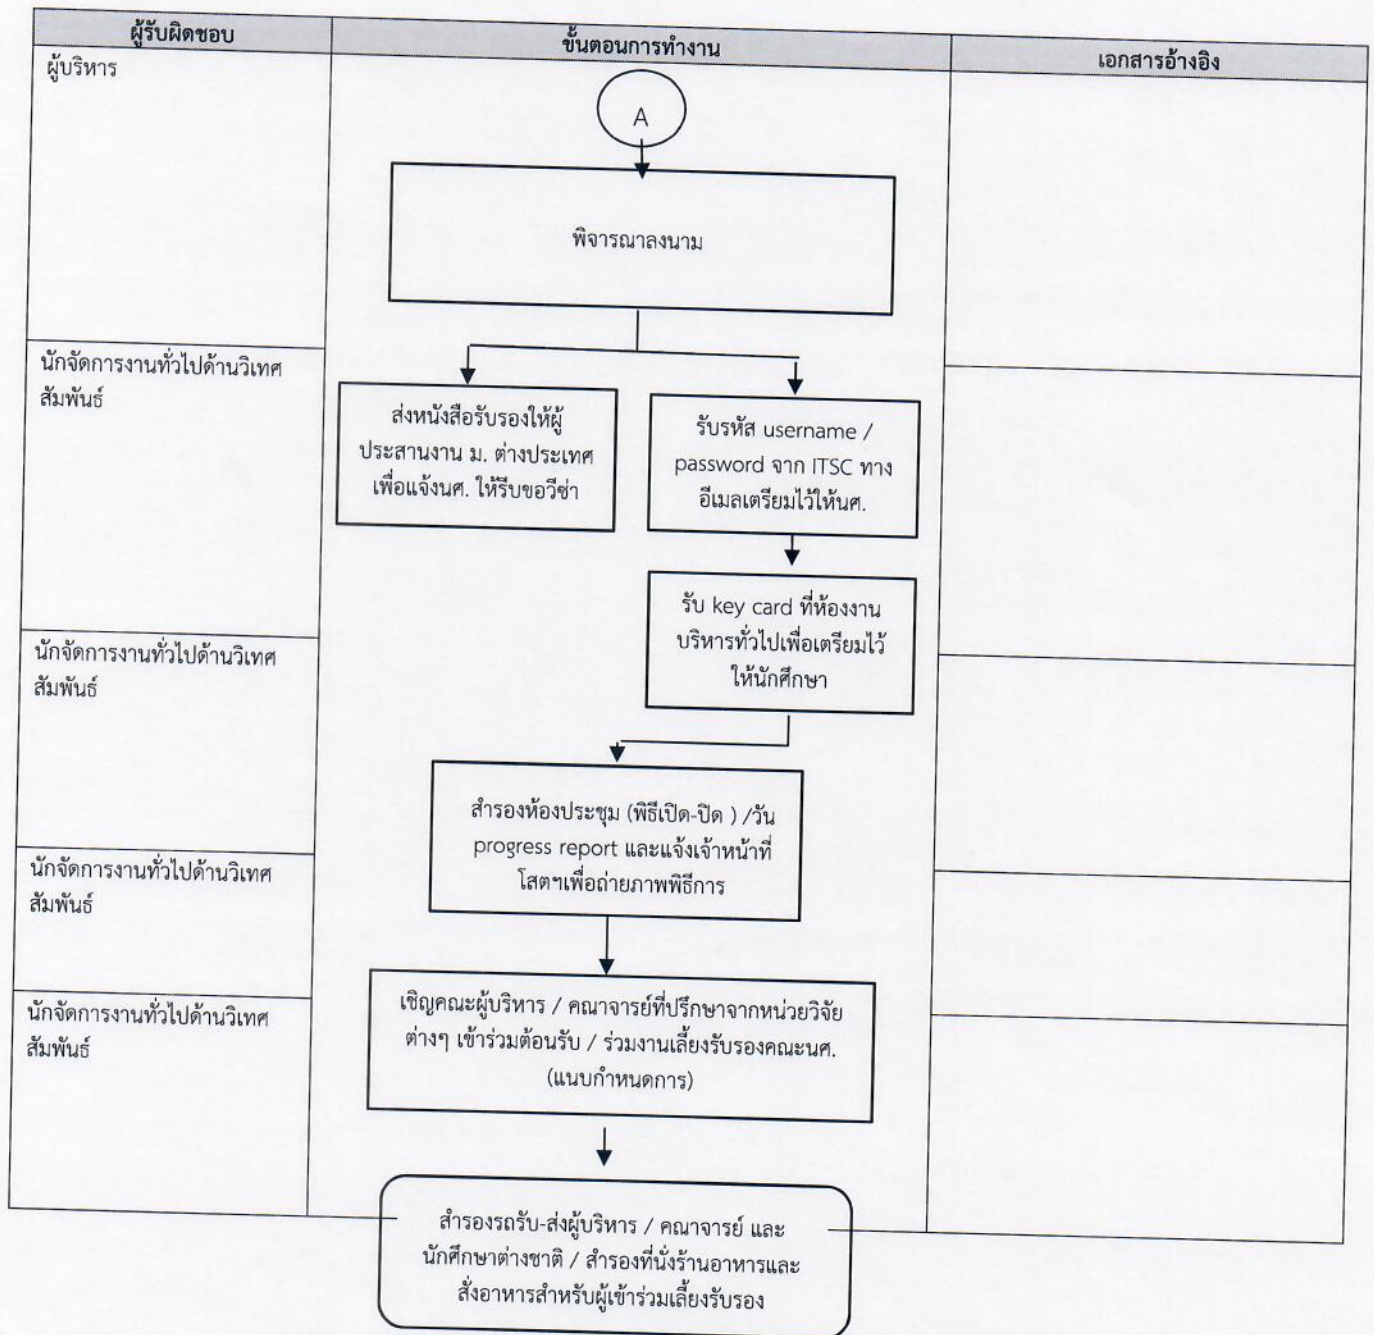 ผู้รับผิดชอบ
ขั้นตอนการทำงาน
เอกสารอ้างอิง
ผู้บริหาร
A
พิจารณาลงนาม
นักจัดการงานทั่วไปด้านวิเทศ
สัมพันธ์
ส่งหนังสือรับรองให้ผู้
ประสานงาน ม. ต่างประเทศ
เพื่อแจ้งนศ. ให้รีบขอวีซ่า
รับรหัส username /
password จาก ITSC ทาง
อีเมลเตรียมไว้ให้นศ.
รับ key card ที่ห้องงาน
บริหารทั่วไปเพื่อเตรียมไว้
ให้นักศึกษา
นักจัดการงานทั่วไปด้านวิเทศ
สัมพันธ์
สำรองห้องประชุม (พิธีเปิด-ปิด ) /วัน
progress report และแจ้งเจ้าหน้าที่
โสตฯเพื่อถ่ายภาพพิธีการ
นักจัดการงานทั่วไปด้านวิเทศ
สัมพันธ์
เชิญคณะผู้บริหาร / คณาจารย์ที่ปรึกษาจากหน่วยวิจัย
ต่างๆ เข้าร่วมต้อนรับ / ร่วมงานเลี้ยงรับรองคณะนศ.
(แนบกำหนดการ)
นักจัดการงานทั่วไปด้านวิเทศ
สัมพันธ์
สำรองรถรับ-ส่งผู้บริหาร / คณาจารย์ และ
นักศึกษาต่างชาติ / สำรองที่นั่งร้านอาหารและ
สั่งอาหารสำหรับผู้เข้าร่วมเลี้ยงรับรอง